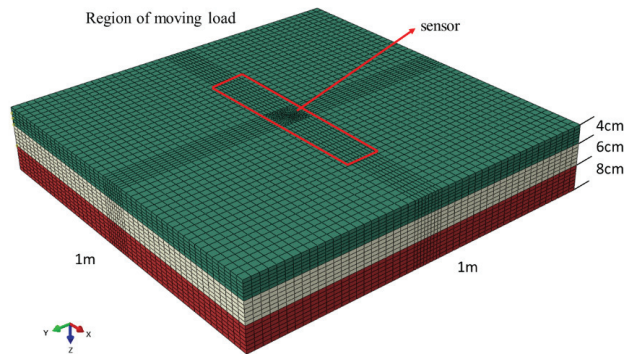 Region of moving load
sensor
4cm
6cm
8cm
1m
1m
Y
X
Z